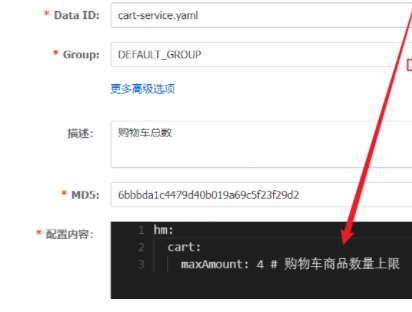 * Data ID: cart-service.yaml
* Group: DEFAULT_GROUP
更多高级选项
描述: 购物车总数
* MD5: 6bbbda1c4479d40b019a69c5f23f29d2
* 配置内容:
1 hm:
2 cart:
3 maxAmount: 4 # 购物车商品数量上限